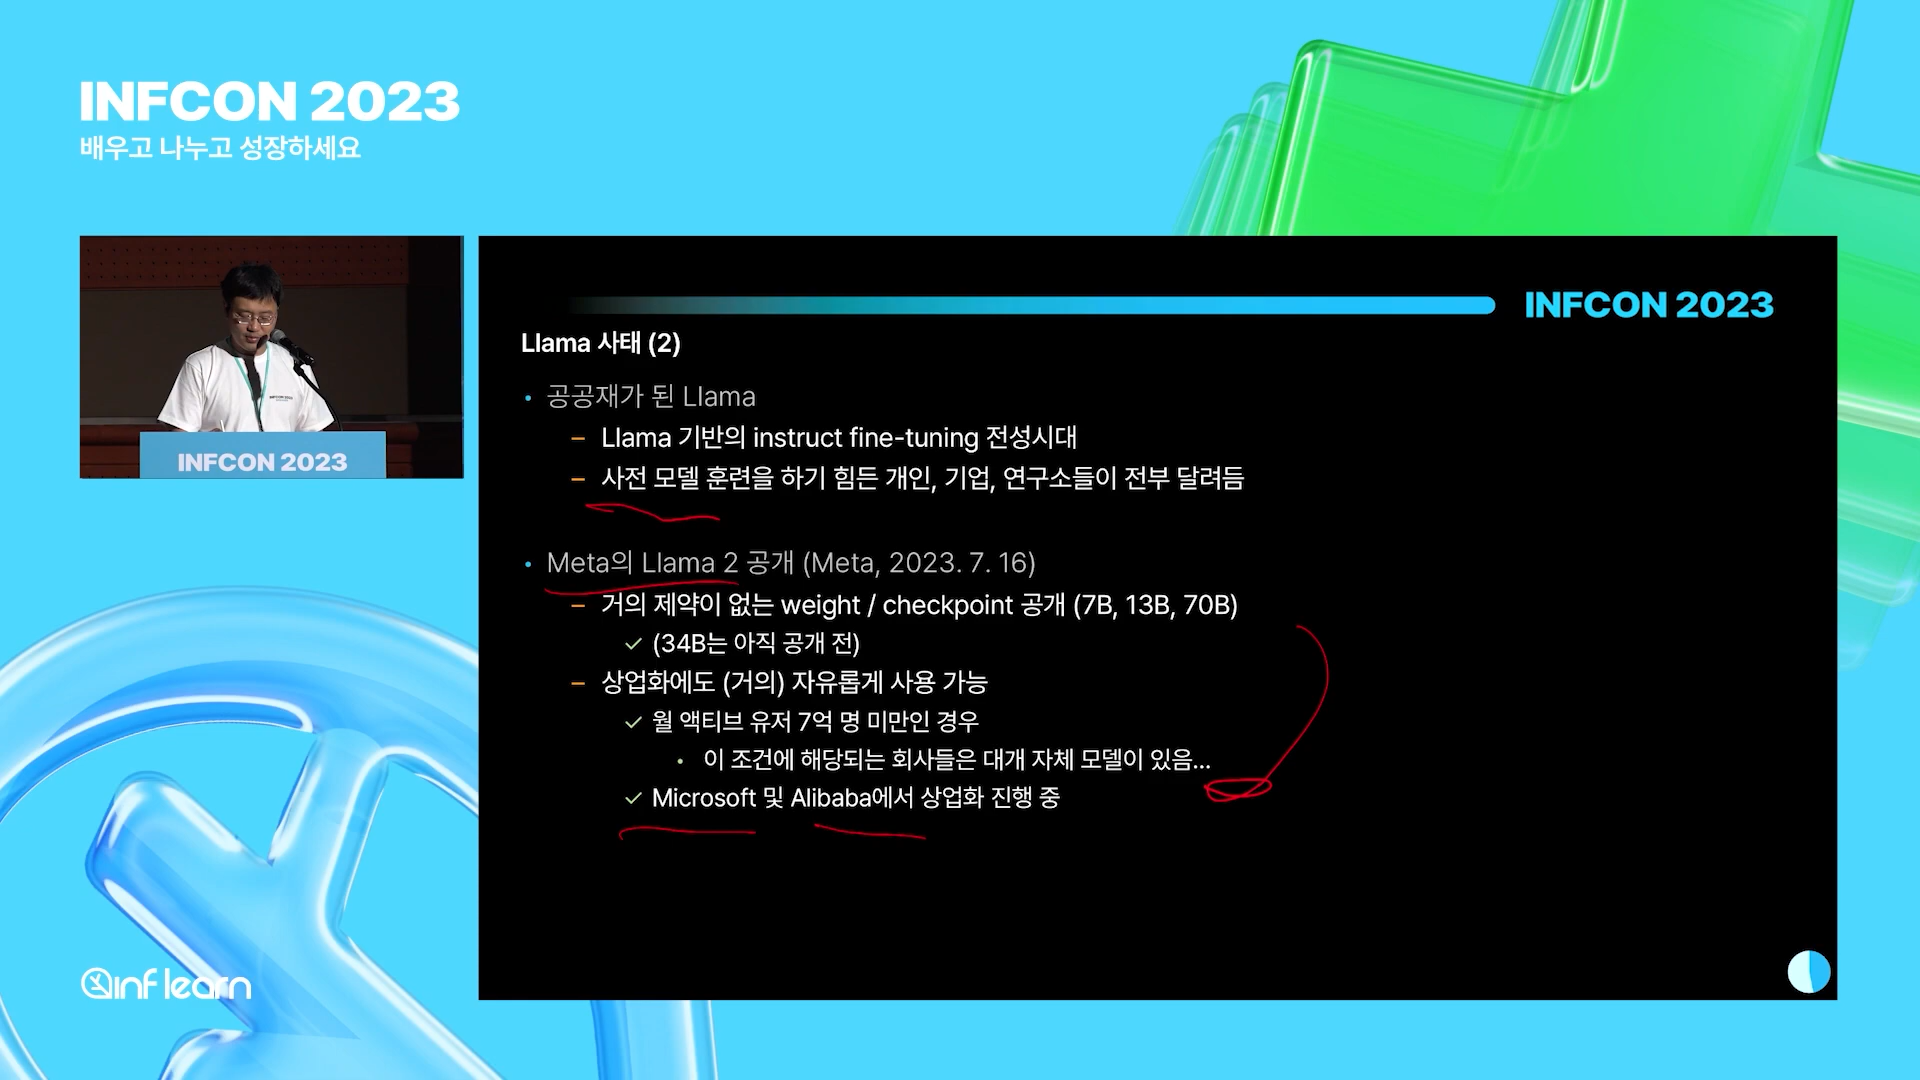 INFCON 2023
배우고 나누고 성장하세요
INFCON 2023
INFCON 2023
Llama 사태 (2)
• 공공재가 된 Llama
– Llama 기반의 instruct fine-tuning 전성시대
– 사전 모델 훈련을 하기 힘든 개인, 기업, 연구소들이 전부 달려듬
• Meta의 Llama 2 공개 (Meta, 2023. 7. 16)
– 거의 제약이 없는 weight / checkpoint 공개 (7B, 13B, 70B)
✓ (34B는 아직 공개 전)
– 상업화에도 (거의) 자유롭게 사용 가능
✓ 월 액티브 유저 7억 명 미만인 경우
• 이 조건에 해당되는 회사들은 대개 자체 모델이 있음...
✓ Microsoft 및 Alibaba에서 상업화 진행 중
inflearn